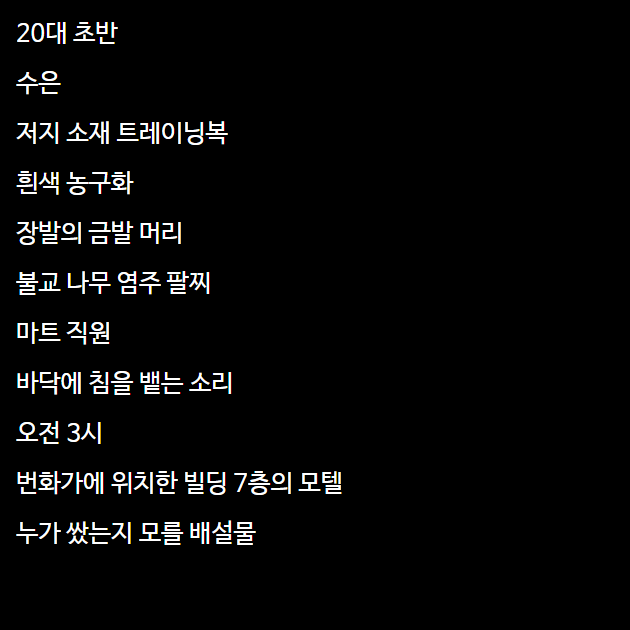 20대 초반
수은
저지 소재 트레이닝복
흰색 농구화
장발의 금발 머리
불교 나무 염주 팔찌
마트 직원
바닥에 침을 뱉는 소리
오전 3시
번화가에 위치한 빌딩 7층의 모텔
누가 쌌는지 모를 배설물